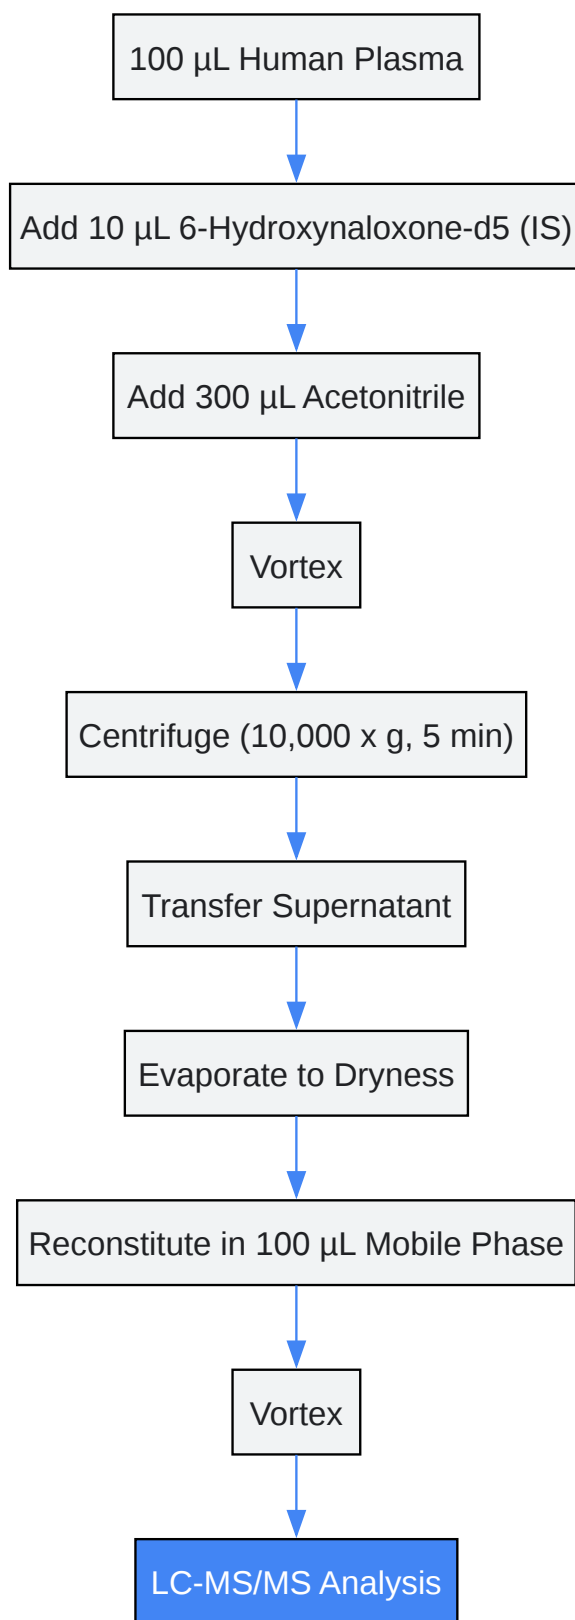 100 µL Human Plasma
Add 10 µL 6-Hydroxynaloxone-d5 (IS)
Add 300 µL Acetonitrile
Vortex
Centrifuge (10,000 x g, 5 min)
Transfer Supernatant
Evaporate to Dryness
Reconstitute in 100 µL Mobile Phase
Vortex
LC-MS/MS Analysis